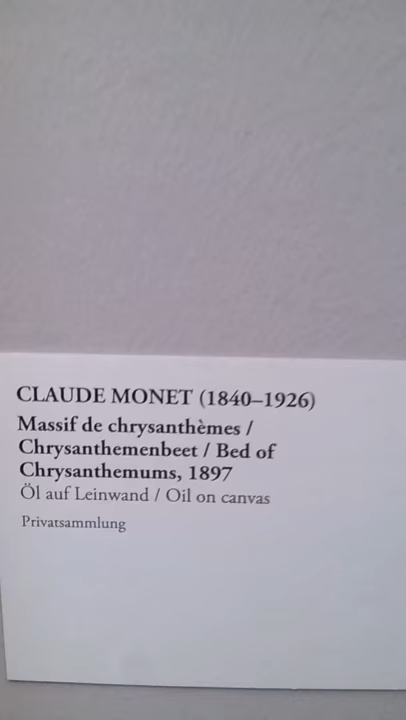 CLAUDE MONET (1840–1926)
Massif de chrysanthèmes /
Chrysanthemenbeet / Bed of
Chrysanthemums, 1897
Öl auf Leinwand / Oil on canvas
Privatsammlung